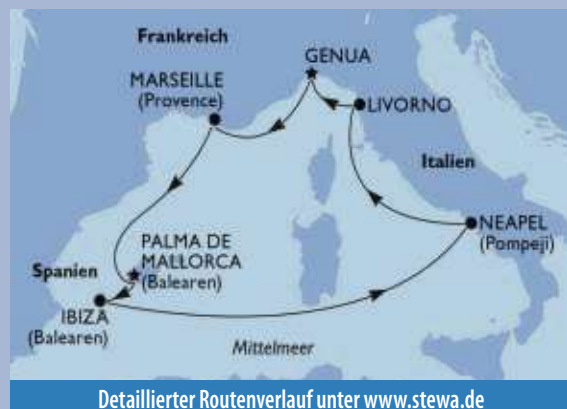 Frankreich
GENUA
MARSEILLE
(Provence)
LIVORNO
Italien
NEAPEL
(Pompeji)
PALMA DE
MALLORCA
(Balearen)
Spanien
IBIZA
(Balearen)
Mittelmeer
Detaillierter Routenverlauf unter www.stewa.de